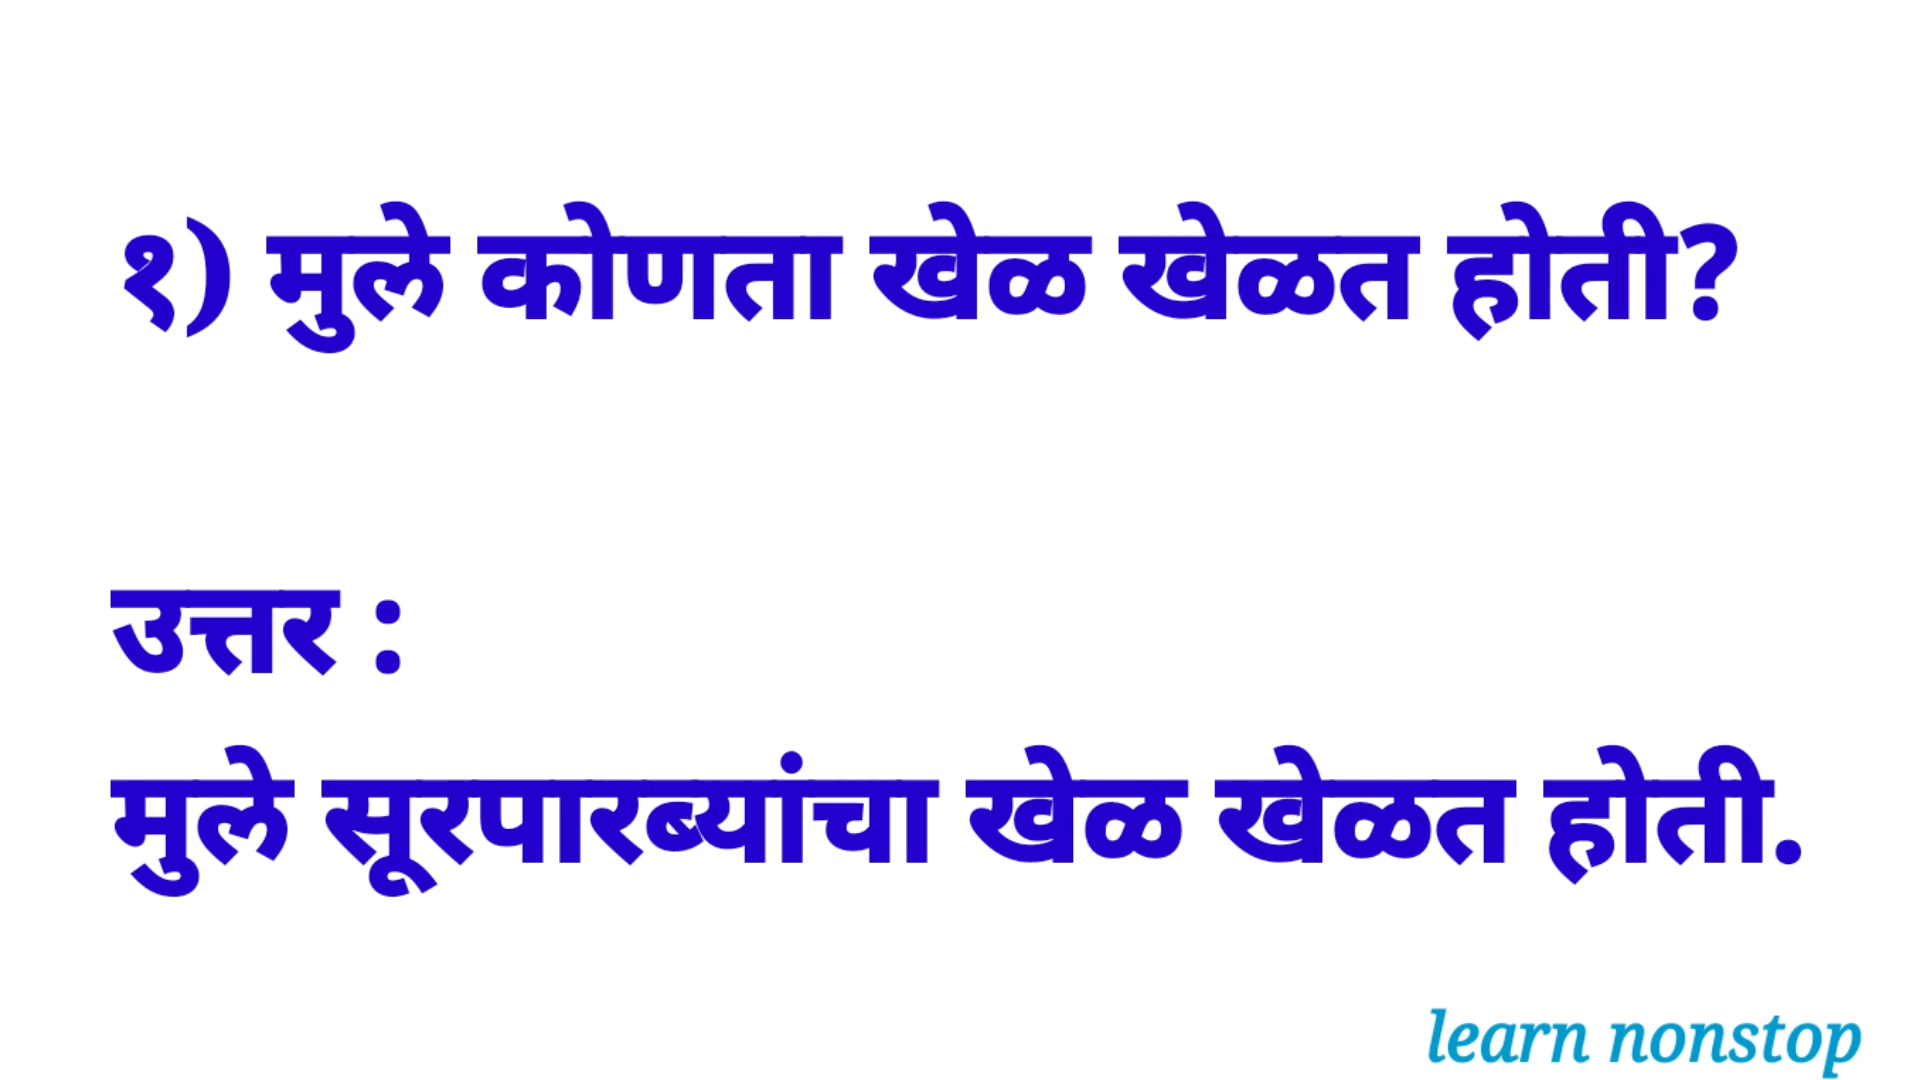 १) मुले कोणता खेळ खेळत होती?
उत्तर :
मुले सूरपारब्यांचा खेळ खेळत होती.
learn nonstop